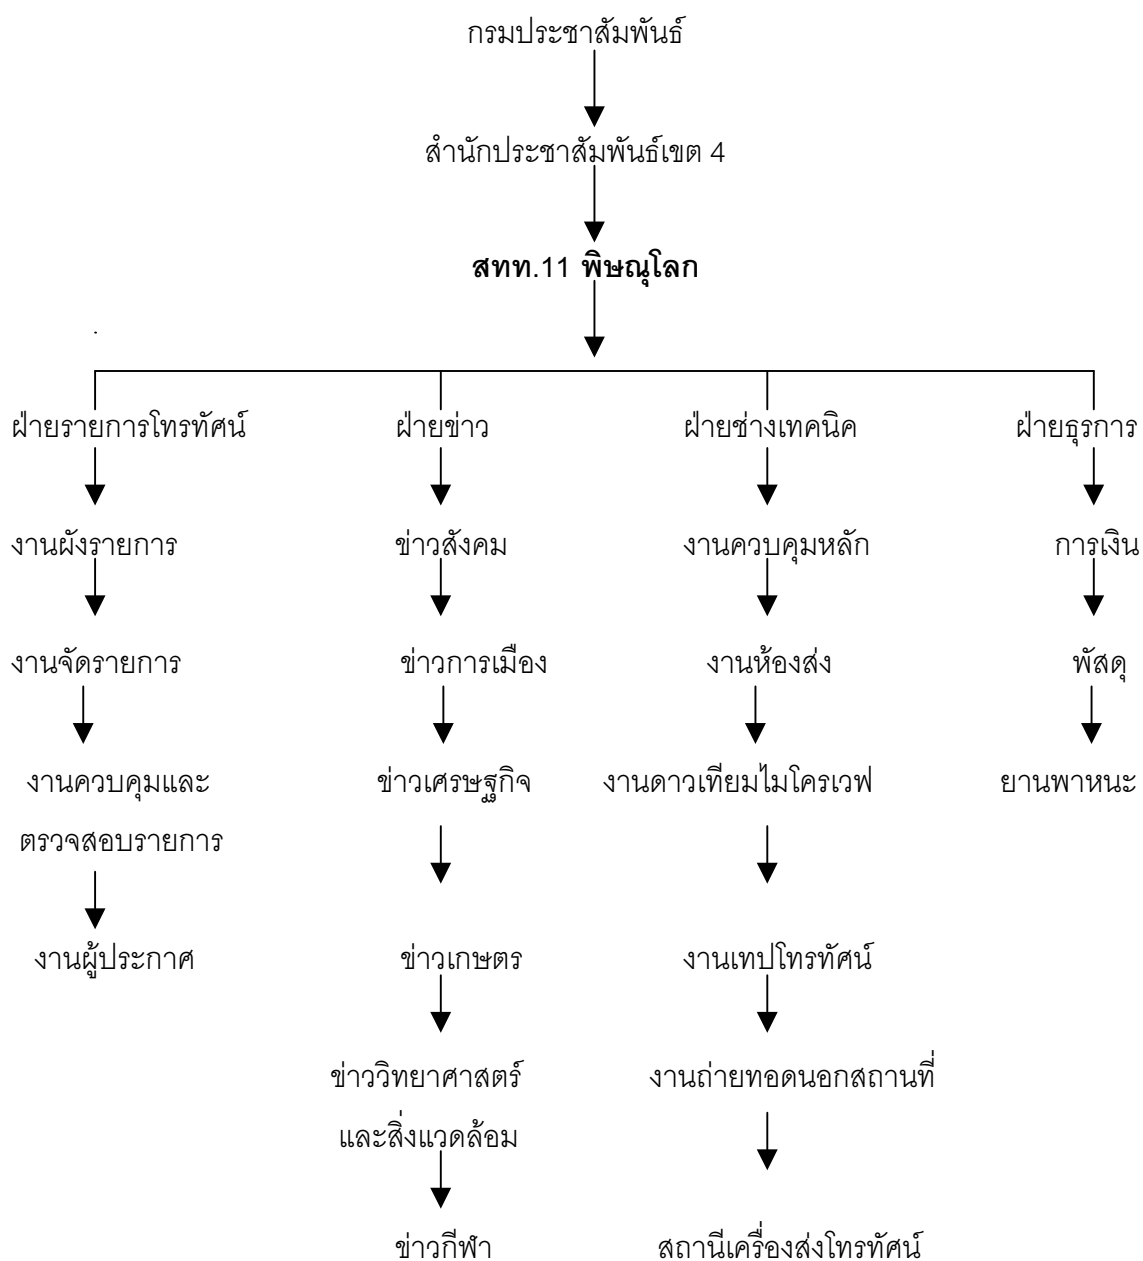 กรมประชาสัมพันธ์
สำนักประชาสัมพันธ์เขต 4
สทท.11 พิษณุโลก
ฝ่ายรายการโทรทัศน์ ฝ่ายข่าว ฝ่ายช่างเทคนิค ฝ่ายธุรการ
งานผังรายการ ข่าวสังคม งานควบคุมหลัก การเงิน
งานจัดรายการ ข่าวการเมือง งานห้องส่ง พัสดุ
งานควบคุมและ ข่าวเศรษฐกิจ งานดาวเทียมไมโครเวฟ ยานพาหนะ
ตรวจสอบรายการ
งานผู้ประกาศ ข่าวเกษตร งานเทปโทรทัศน์
ข่าววิทยาศาสตร์ งานถ่ายทอดนอกสถานที่
และสิ่งแวดล้อม
ข่าวกีฬา สถานีเครื่องส่งโทรทัศน์